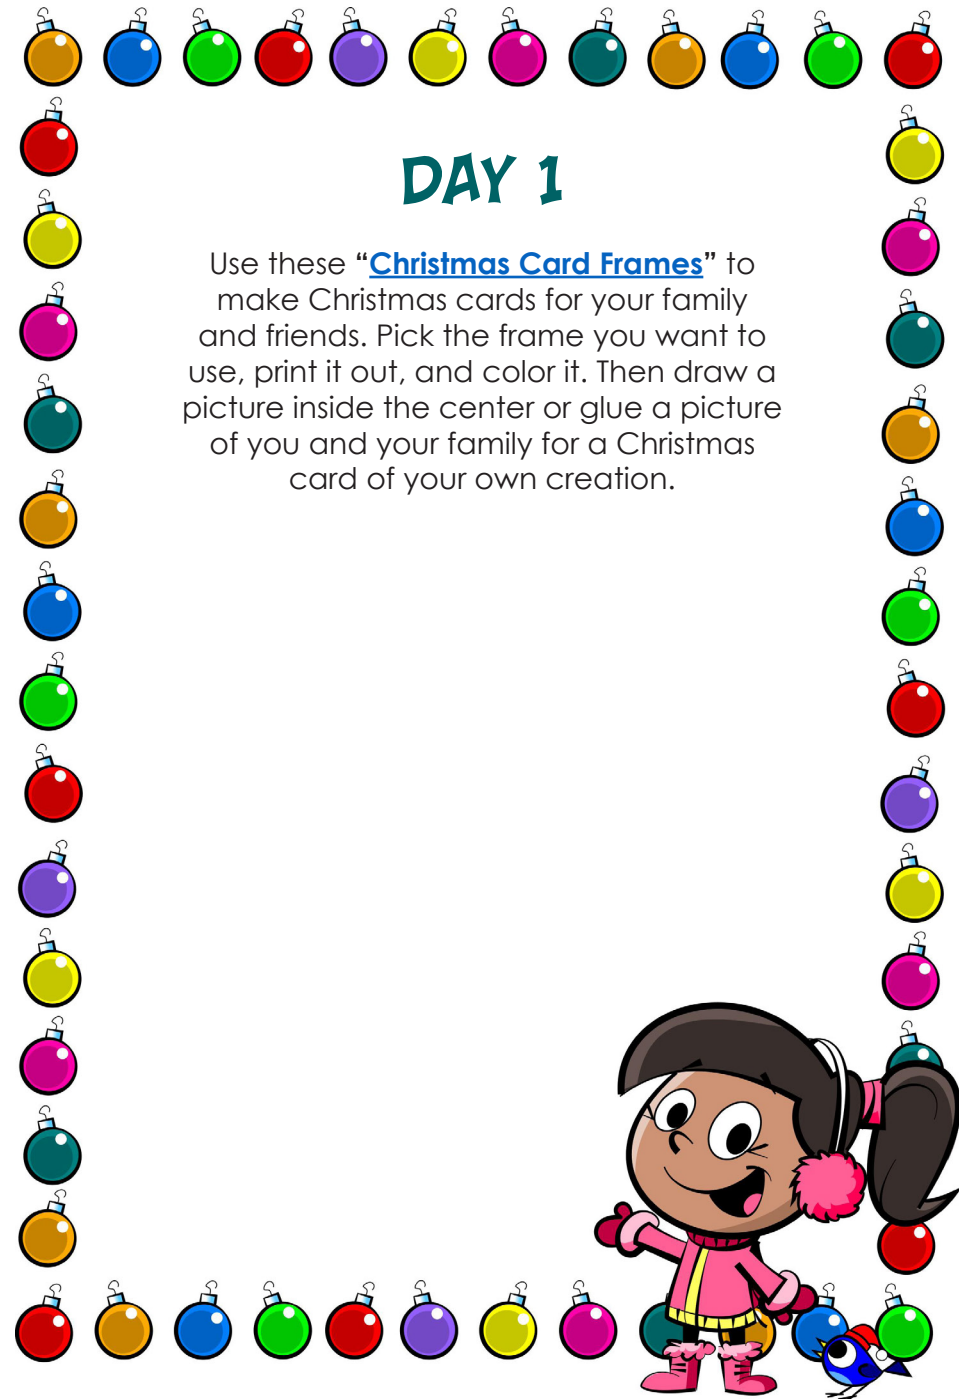 DAY 1
Use these “Christmas Card Frames” to
make Christmas cards for your family
and friends. Pick the frame you want to
use, print it out, and color it. Then draw a
picture inside the center or glue a picture
of you and your family for a Christmas
card of your own creation.